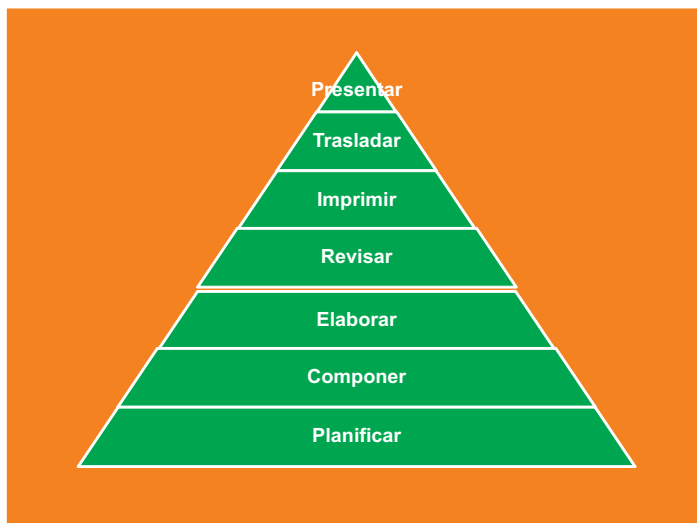 Presentar
Trasladar
Imprimir
Revisar
Elaborar
Componer
Planificar